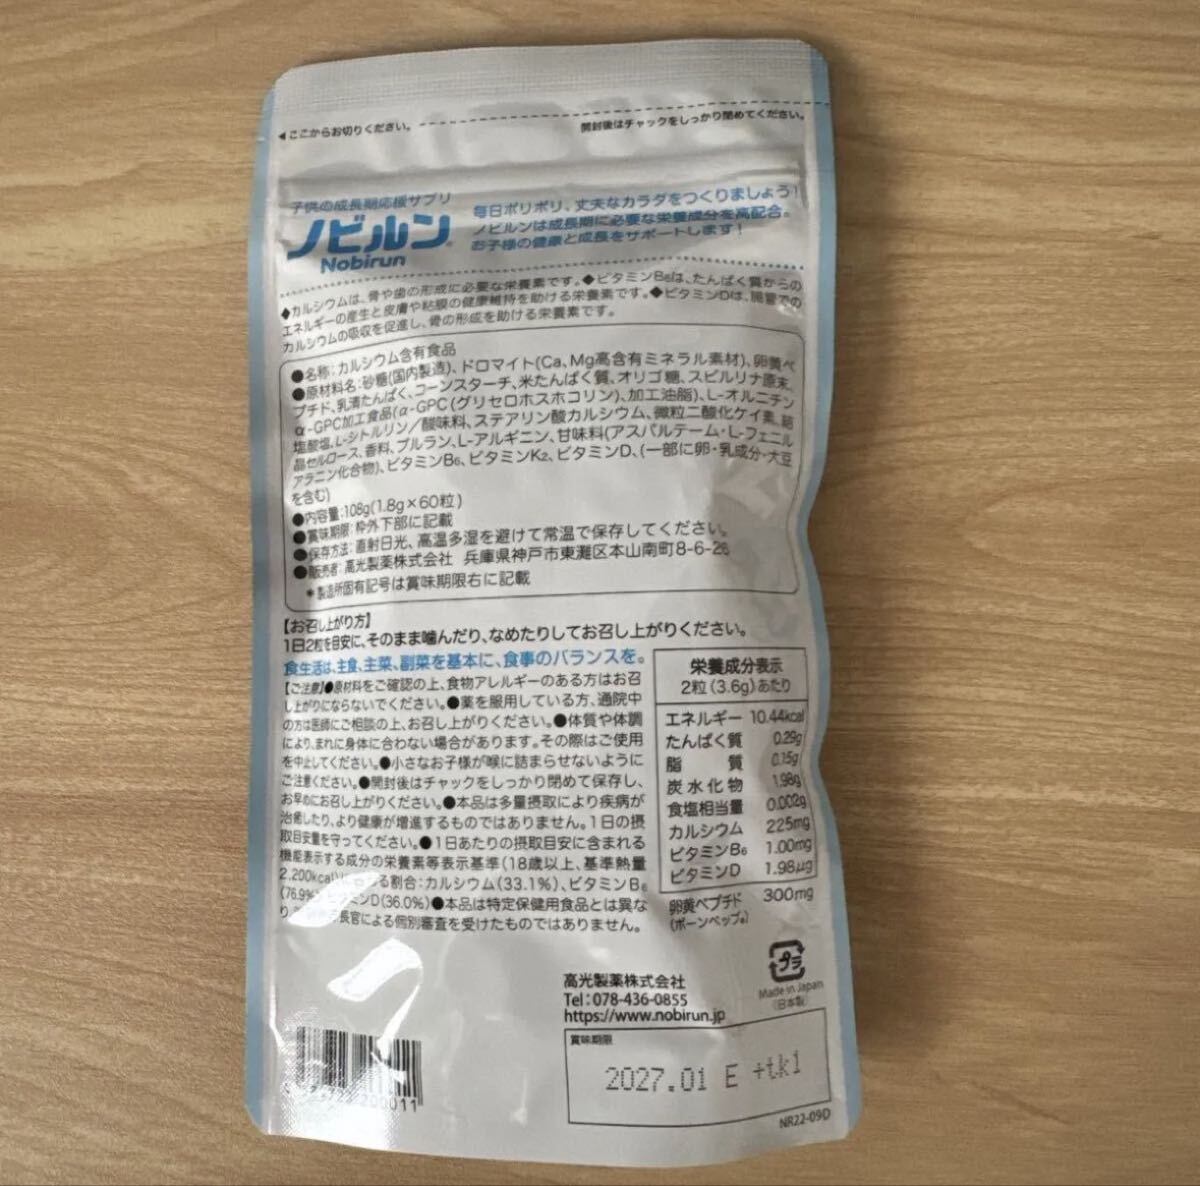 ◀ここからお切りください。
開封後はチャックをしっかり閉めてください。
子供の成長期応援サプリ
ノビルン®
Nobirun
毎日ポリポリ、丈夫なカラダをつくりましょう!
ノビルンは成長期に必要な栄養成分を高配合。
お子様の健康と成長をサポートします!
◆カルシウムは、骨や歯の形成に必要な栄養素です。◆ビタミンB₆は、たんぱく質からの
エネルギーの産生と皮膚や粘膜の健康維持を助ける栄養素です。◆ビタミンDは、腸管での
カルシウムの吸収を促進し、骨の形成を助ける栄養素です。
●名称:カルシウム含有食品
●原材料名:砂糖(国内製造)、ドロマイト(Ca、Mg高含有ミネラル素材)、卵黄ペ
プチド、乳清たんぱく、コーンスターチ、米たんぱく質、オリゴ糖、スピルリナ原末、
α-GPC加工食品(α-GPC(グリセロホスホコリン)、加工油脂)、L-オルニチン
塩酸塩、L-シトルリン/酸味料、ステアリン酸カルシウム、微粒二酸化ケイ素、結
晶セルロース、香料、プルラン、L-アルギニン、甘味料(アスパルテーム・L-フェニル
アラニン化合物)、ビタミンB₆、ビタミンK₂、ビタミンD、(一部に卵・乳成分・大豆
を含む)
●内容量:108g(1.8g×60粒)
●賞味期限:枠外下部に記載
●保存方法:直射日光、高温多湿を避けて常温で保存してください。
●販売者:高光製薬株式会社 兵庫県神戸市東灘区本山南町8-6-26
*製造所固有記号は賞味期限右に記載
【お召し上がり方】
1日2粒を目安に、そのまま噛んだり、なめたりしてお召し上がりください。
食生活は、主食、主菜、副菜を基本に、食事のバランスを。
【ご注意】●原材料をご確認の上、食物アレルギーのある方はお召
し上がりにならないでください。●薬を服用している方、通院中
の方は医師にご相談の上、お召し上がりください。●体質や体調
により、まれに身体に合わない場合があります。その際はご使用
を中止してください。●小さなお子様が喉に詰まらせないように
ご注意ください。●開封後はチャックをしっかり閉めて保存し、
お早めにお召し上がりください。●本品は多量摂取により疾病が
治癒したり、より健康が増進するものではありません。1日の摂
取目安量を守ってください。●1日あたりの摂取目安に含まれる
機能表示する成分の栄養素等表示基準(18歳以上、基準熱量
2,200kcal)に占める割合:カルシウム(33.1%)、ビタミンB₆
(76.9%)、ビタミンD(36.0%)●本品は特定保健用食品とは異な
り、長官による個別審査を受けたものではありません。
栄養成分表示
2粒(3.6g)あたり
エネルギー 10.44kcal
たんぱく質 0.29g
脂質 0.15g
炭水化物 1.98g
食塩相当量 0.002g
カルシウム 225mg
ビタミンB₆ 1.00mg
ビタミンD 1.98μg
卵黄ペプチド 300mg
(ボーンペップ®)
プラ
Made in Japan
(日本製)
高光製薬株式会社
Tel:078-436-0855
https://www.nobirun.jp
賞味期限
2027.01 E +tk1
NR22-09D